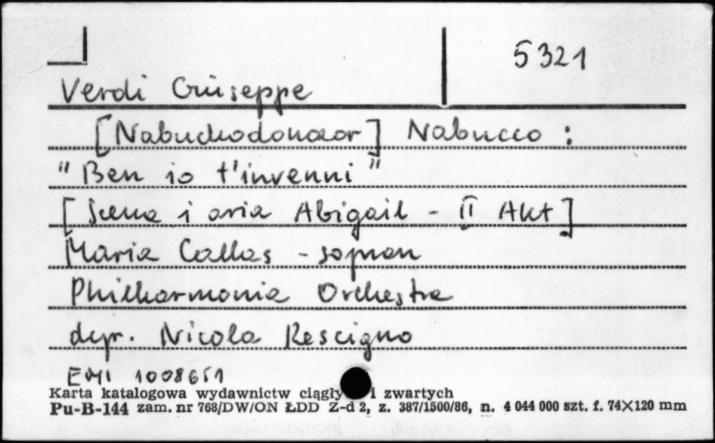 5321
Verdi Giuseppe
[Nabuchodonozor] Nabucco :
"Ben io t'invenni"
[Scena i aria Abigail - II Akt]
Maria Callas - sopran
Philharmonia Orchestra
dyr. Nicola Rescigno
EMI 1008651
Karta katalogowa wydawnictw i zwartych
Pu-B-144 zam. nr 768/DW/ON ŁDD Z-d 2, z. 387/1500/86, n. 4 044 000 szt. f. 74×120 mm